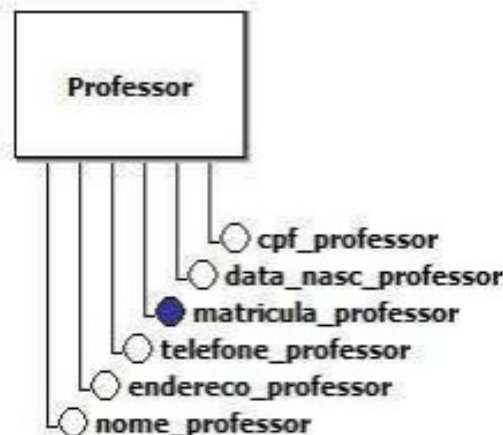 Professor
cpf_professor
data_nasc_professor
matricula_professor
telefone_professor
endereco_professor
nome_professor